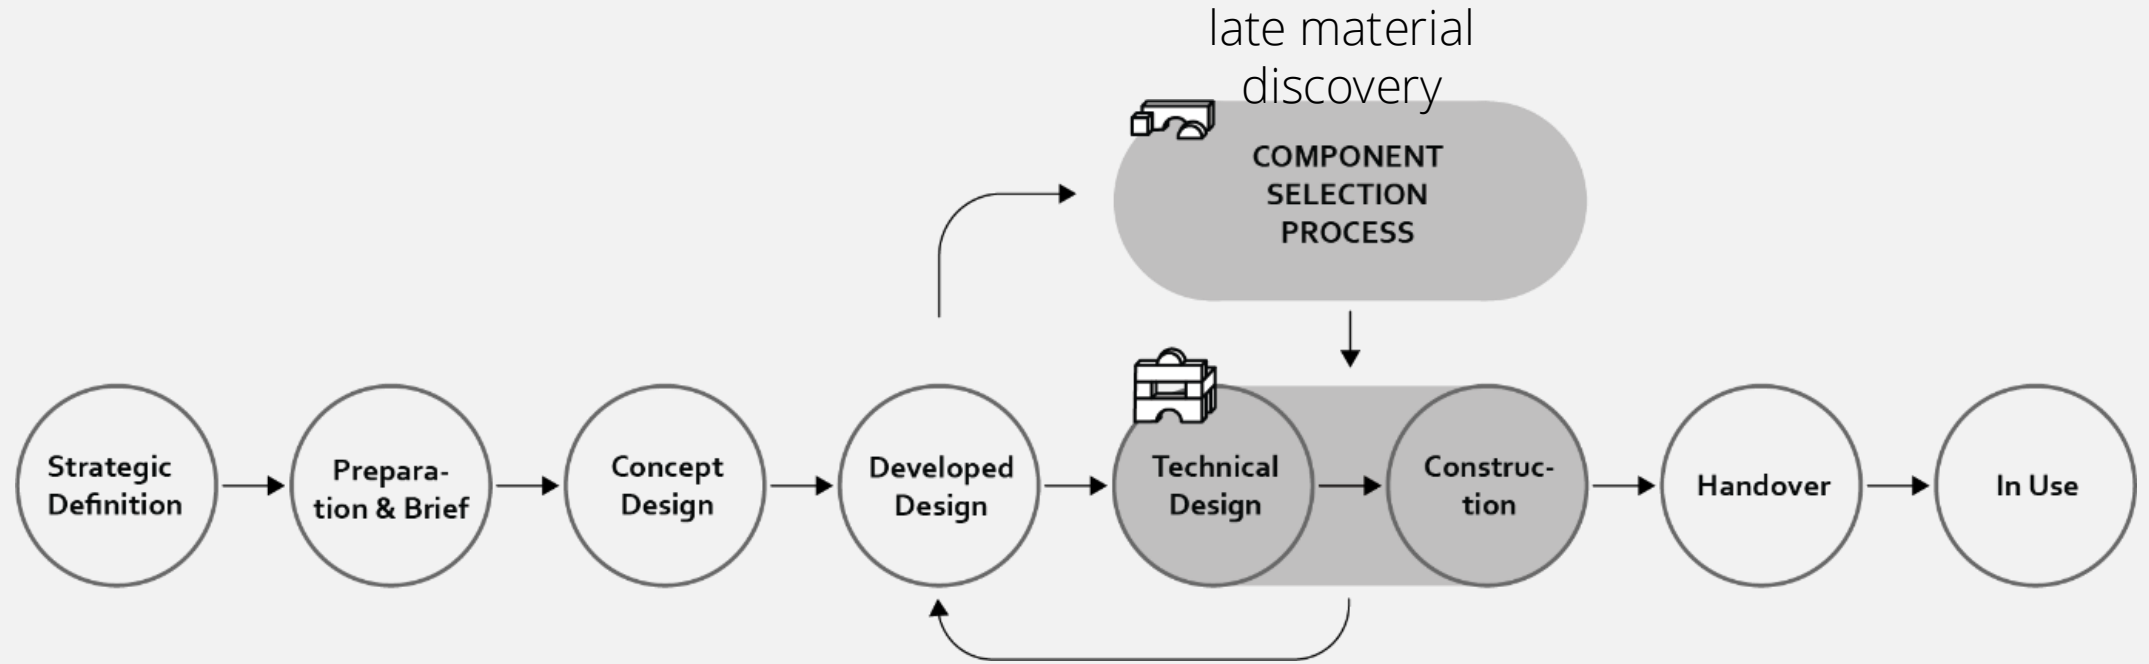 late material
discovery
COMPONENT
SELECTION
PROCESS
Strategic
Definition
Prepara-
tion & Brief
Concept
Design
Developed
Design
Technical
Design
Construc-
tion
Handover
In Use